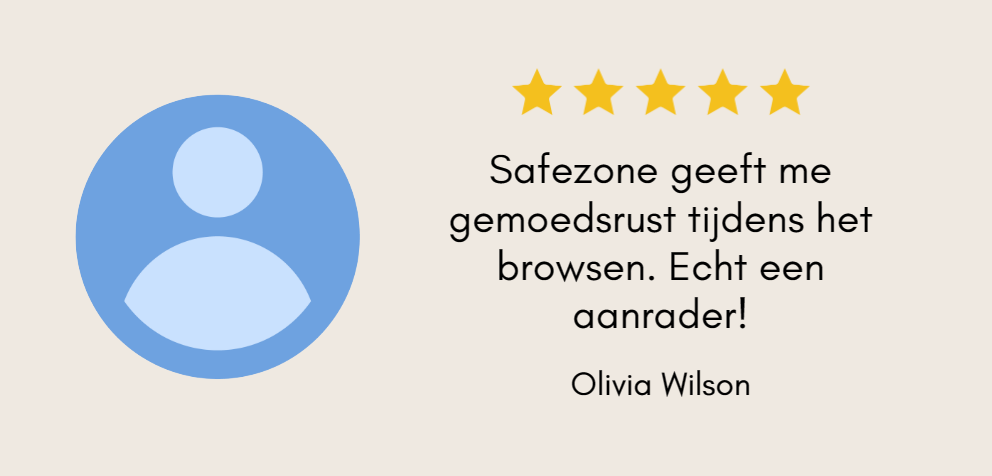 Safezone geeft me
gemoedsrust tijdens het
browsen. Echt een
aanrader!
Olivia Wilson